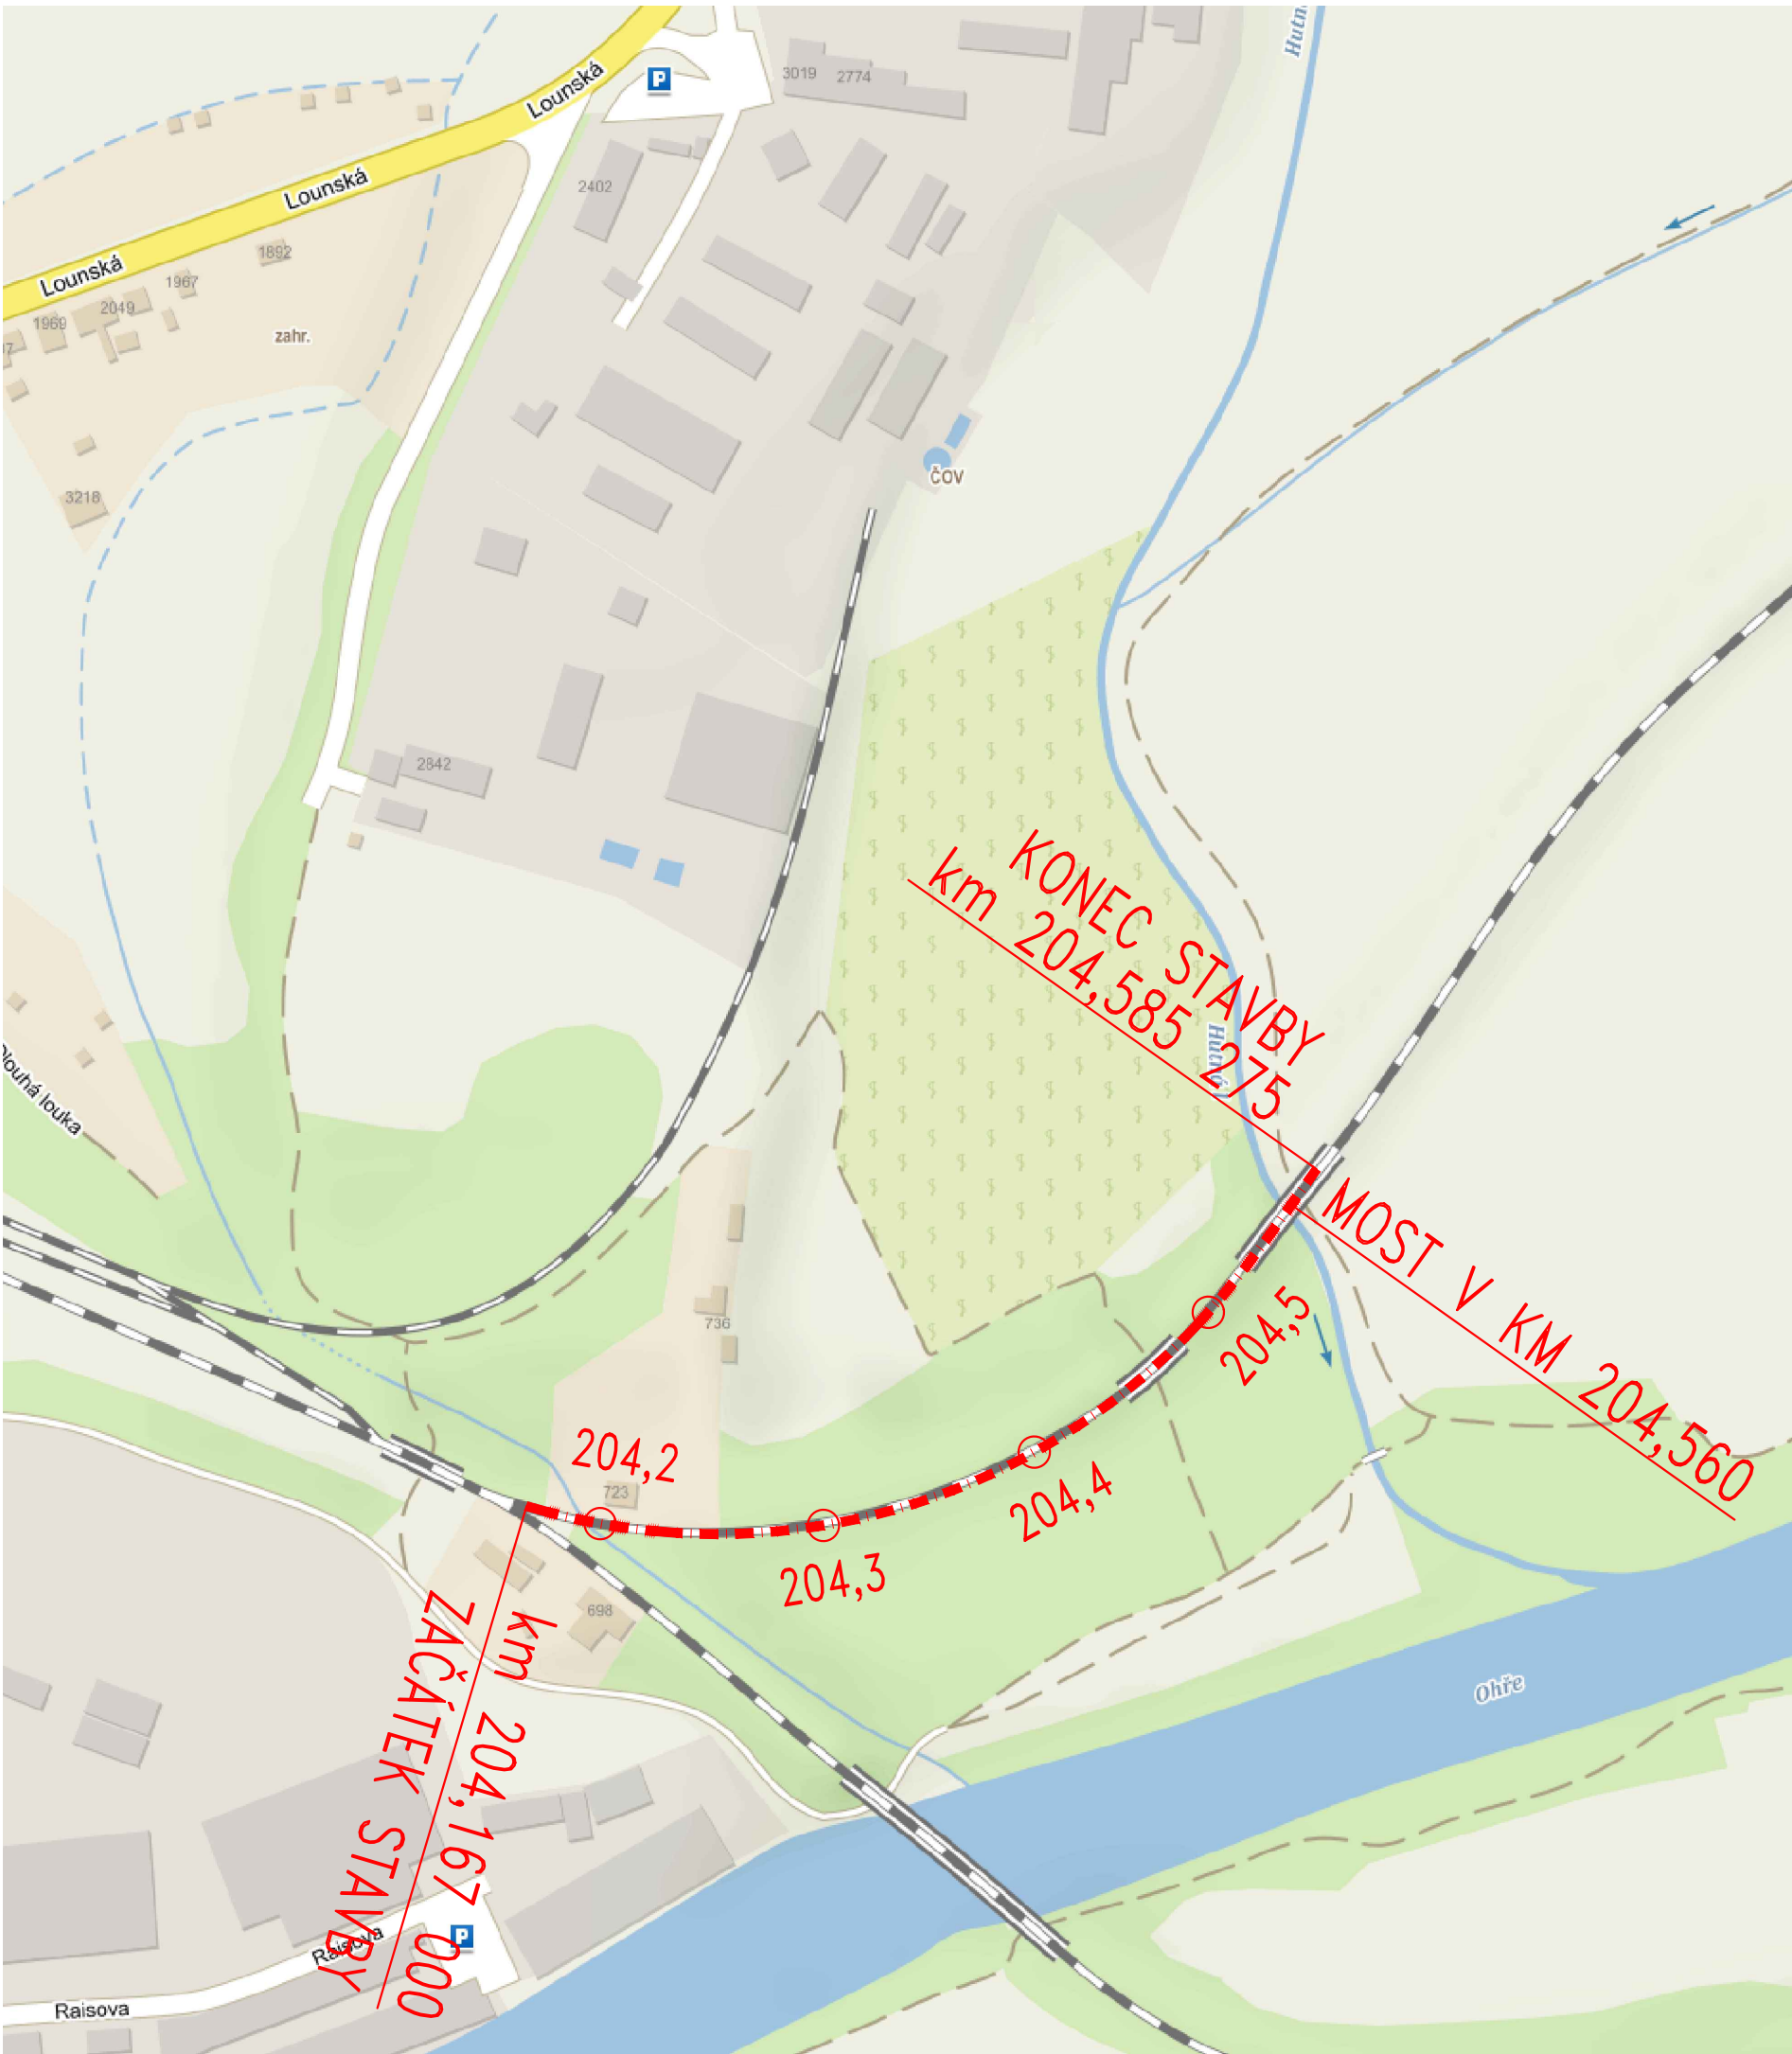 Hutn
Lounská
P
3019
2774
2402
Lounská
Lounská
1892
1967
2049
1969
17
zahr.
ČOV
3218
2842
KONEC STAVBY
km 204,585 275
Hutná
Dlouhá louka
MOST V KM 204,560
736
204,5
204,2
723
204,4
204,3
698
km 204,167 000
ZAČÁTEK STAVBY
Ohře
P
Raisova
Raisova